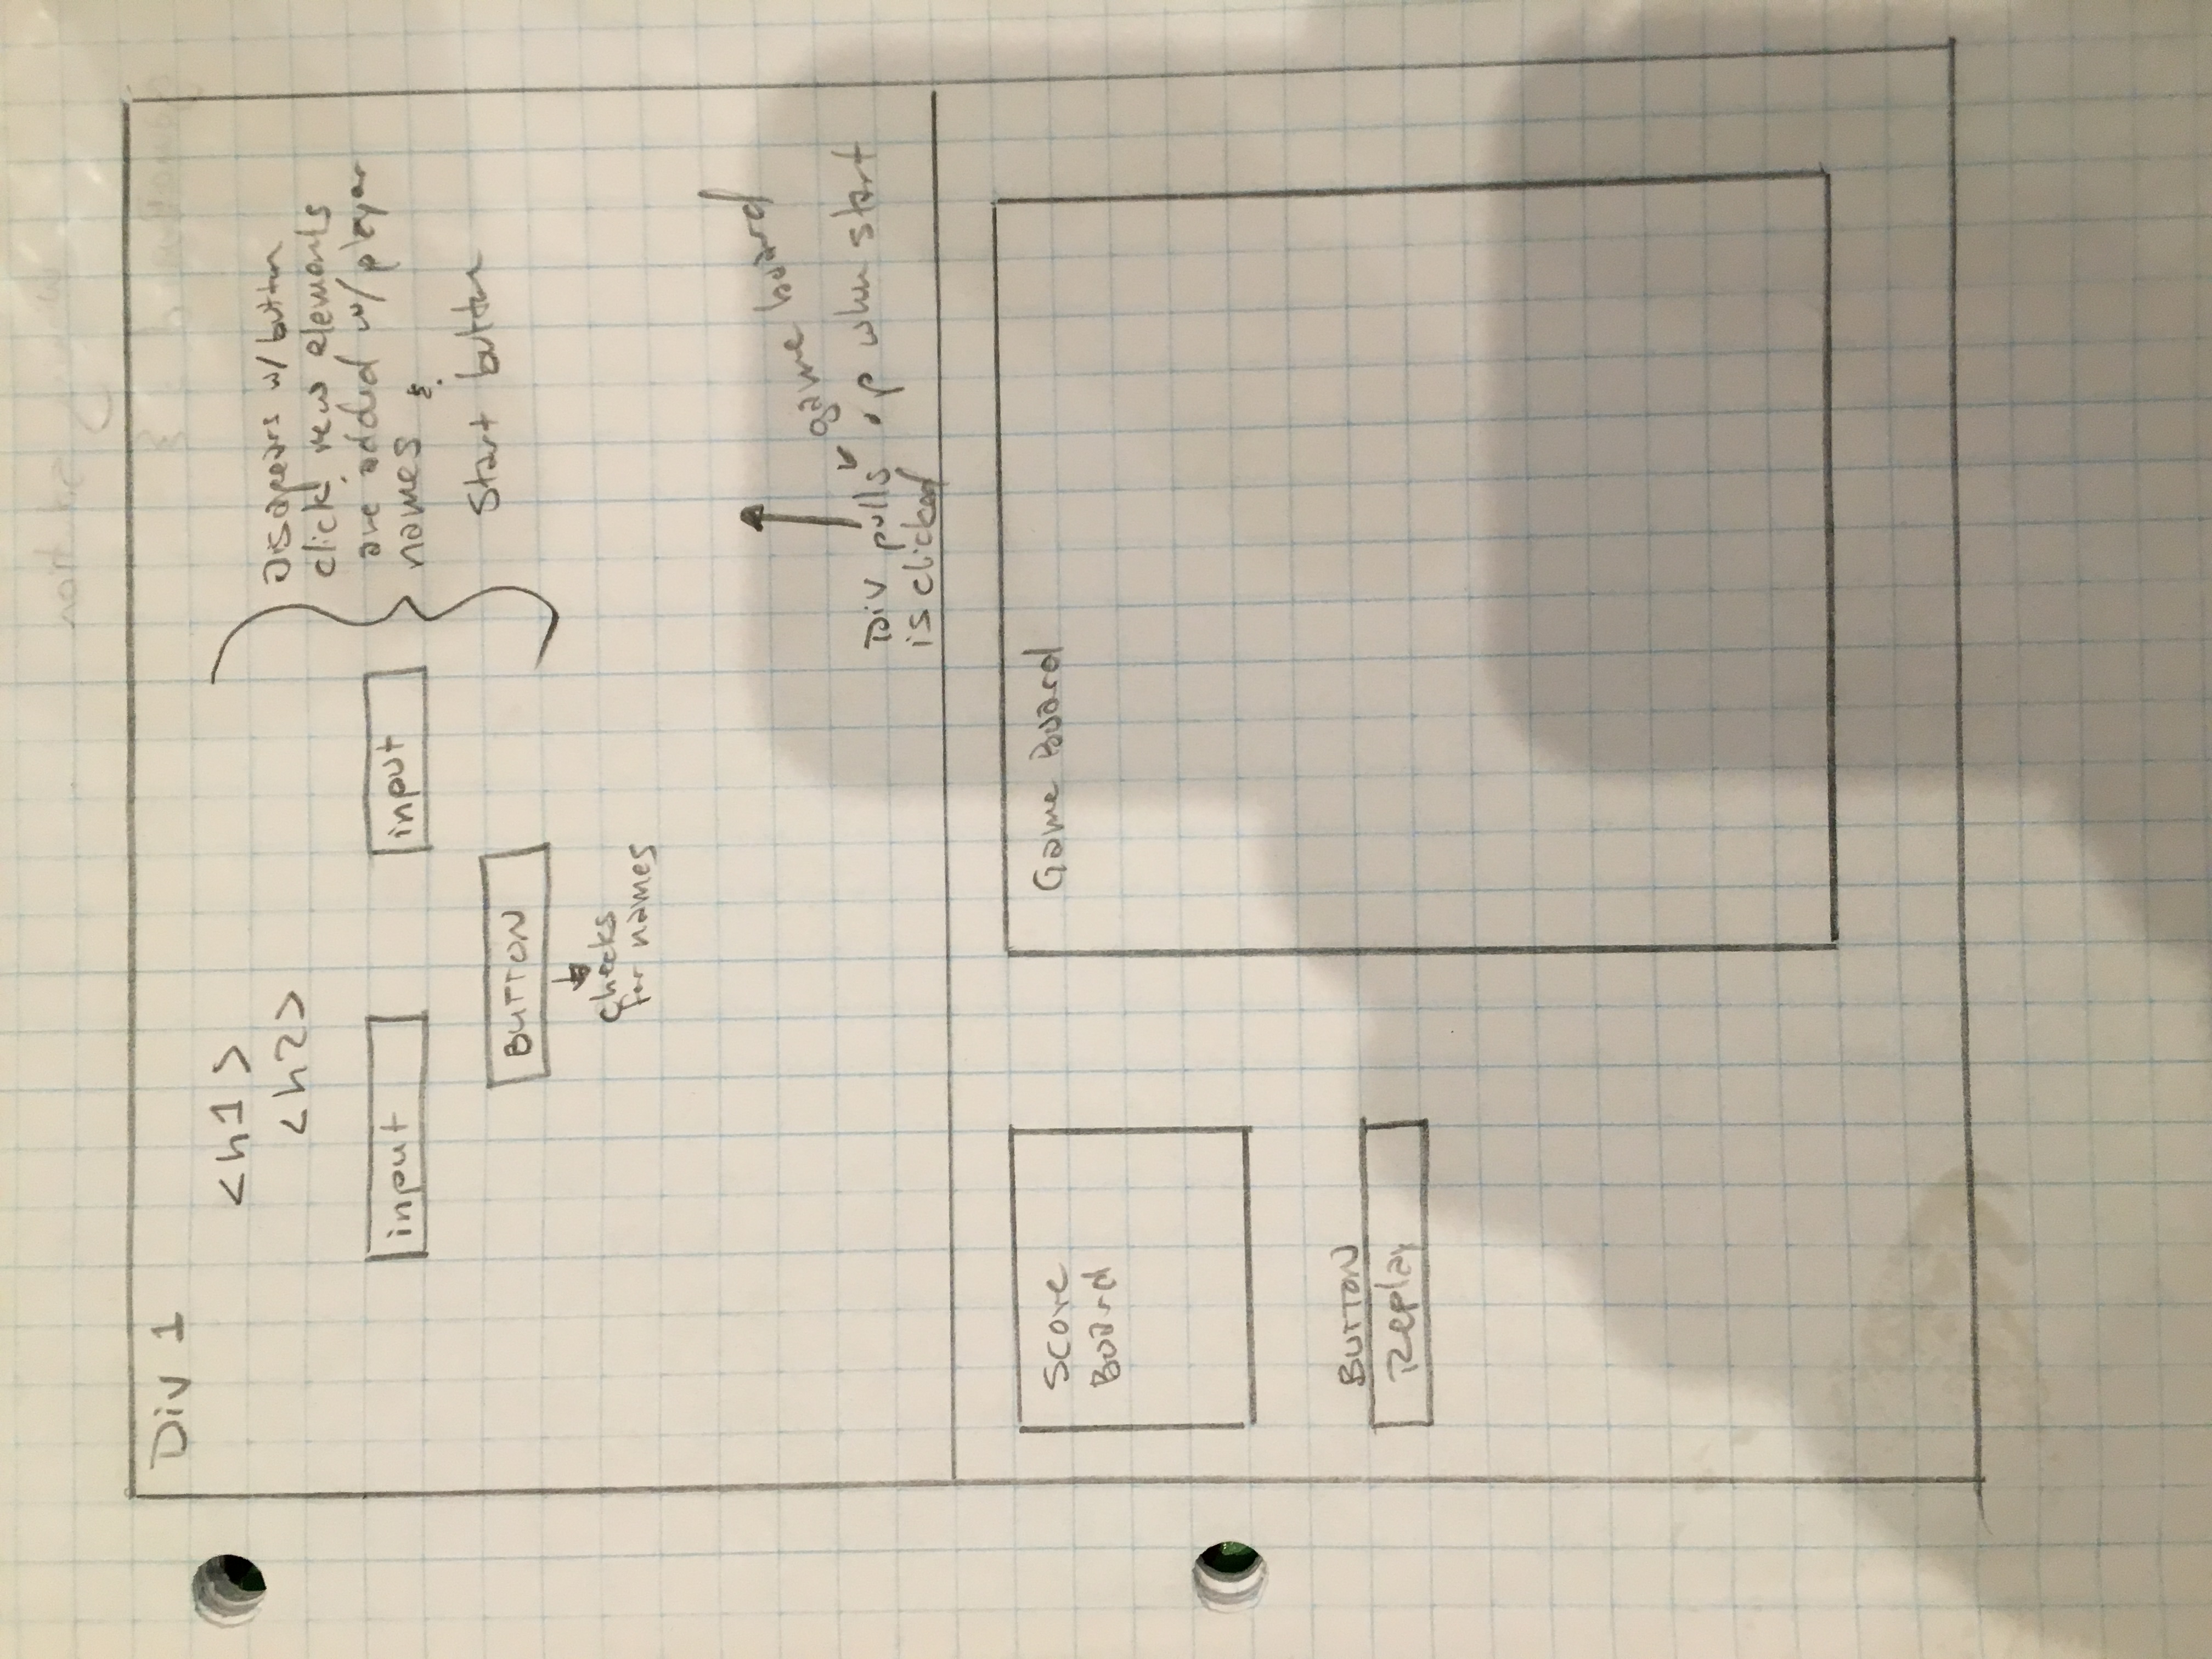 Div 1
<h1>
<h2>
input
input
BUTTON
checks
for names
Disapears w/ button
click. new elements
are added w/ player
names &
Start button
game board
Div pulls up when start
is clicked
Score
Board
Game Board
BUTTON
Replay